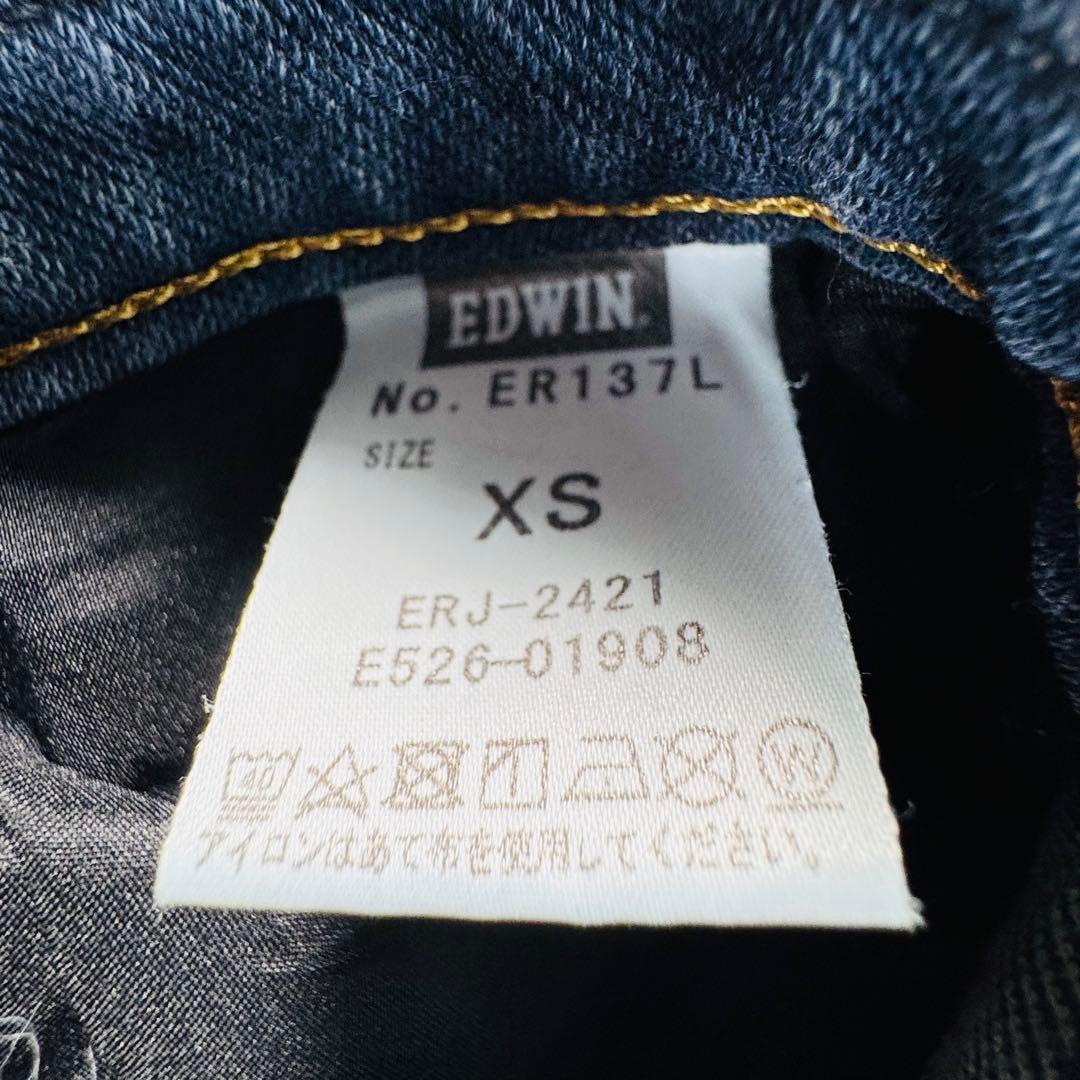 EDWIN
No. ER137L
SIZE
XS
ERJ-2421
E526-01908
40
W
アイロンはあて布を使用してください。